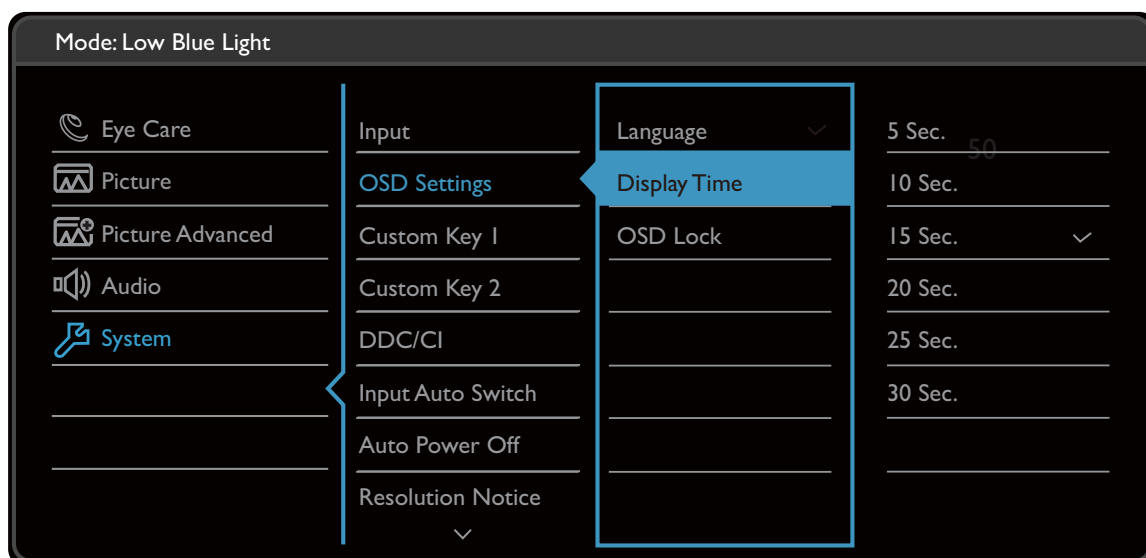 Mode: Low Blue Light
Eye Care
Picture
Picture Advanced
Audio
System
Input
OSD Settings
Custom Key 1
Custom Key 2
DDC/CI
Input Auto Switch
Auto Power Off
Resolution Notice
Language
Display Time
OSD Lock
5 Sec.
50
10 Sec.
15 Sec.
20 Sec.
25 Sec.
30 Sec.